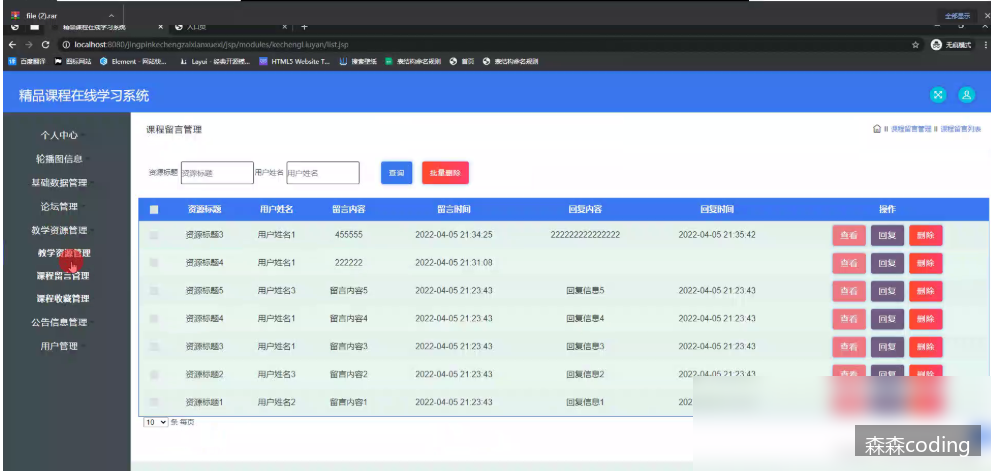 file (2).rar
全部显示
精品课程在线学习系统
入口页
localhost:8080/jingpinkechengzaixianxuexi/jsp/modules/kechengLiuyan/list.jsp
无痕模式
百度翻译 图标网站 Element - 网站快... Layui - 经典开源模... HTML5 Website T... 搜索壁纸 表结构命名规则 首页 表结构命名规则
精品课程在线学习系统
个人中心
轮播图信息
基础数据管理
论坛管理
教学资源管理
教学资源管理
课程留言管理
课程收藏管理
公告信息管理
用户管理
课程留言管理
课程留言管理 课程留言列表
资源标题 资源标题 用户姓名 用户姓名 查询 批量删除
资源标题 用户姓名 留言内容 留言时间 回复内容 回复时间 操作
资源标题3 用户姓名1 455555 2022-04-05 21:34:25 222222222222222 2022-04-05 21:35:42 查看 回复 删除
资源标题4 用户姓名1 222222 2022-04-05 21:31:08 查看 回复 删除
资源标题5 用户姓名3 留言内容5 2022-04-05 21:23:43 回复信息5 2022-04-05 21:23:43 查看 回复 删除
资源标题4 用户姓名1 留言内容4 2022-04-05 21:23:43 回复信息4 2022-04-05 21:23:43 查看 回复 删除
资源标题3 用户姓名1 留言内容3 2022-04-05 21:23:43 回复信息3 2022-04-05 21:23:43 查看 回复 删除
资源标题2 用户姓名3 留言内容2 2022-04-05 21:23:43 回复信息2 2022-04-05 21:23:43 查看 回复 删除
资源标题1 用户姓名2 留言内容1 2022-04-05 21:23:43 回复信息1 202
10 条 每页
森森coding